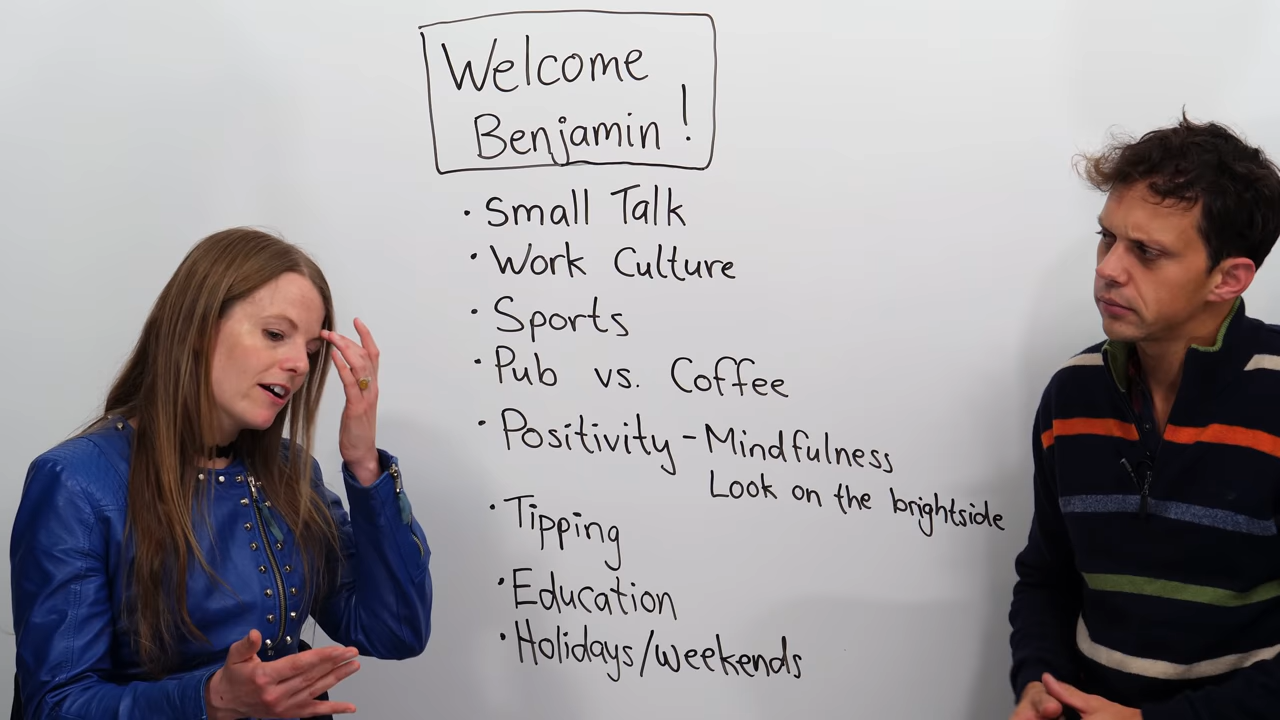 Welcome
Benjamin!
· Small Talk
· Work Culture
· Sports
· Pub vs. Coffee
· Positivity - Mindfulness
Look on the brightside
· Tipping
· Education
· Holidays/weekends